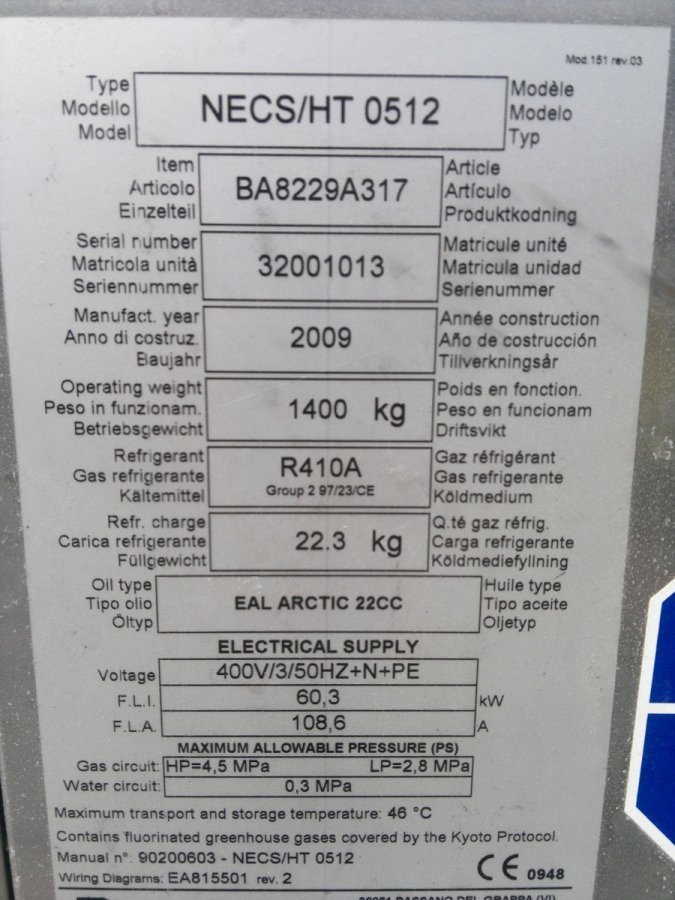 Mod.151 rev.03
Type
Modello
Model
NECS/HT 0512
Modèle
Modelo
Typ
Item
Articolo
Einzelteil
BA8229A317
Article
Artículo
Produktkodning
Serial number
Matricola unità
Seriennummer
32001013
Matricule unité
Matricula unidad
Serienummer
Manufact. year
Anno di costruz.
Baujahr
2009
Année construction
Año de costrucción
Tillverkningsår
Operating weight
Peso in funzionam.
Betriebsgewicht
1400 kg
Poids en fonction.
Peso en funcionam
Driftsvikt
Refrigerant
Gas refrigerante
Kältemittel
R410A
Group 2 97/23/CE
Gaz réfrigérant
Gas refrigerante
Köldmedium
Refr. charge
Carica refrigerante
Füllgewicht
22.3 kg
Q.té gaz réfrig.
Carga refrigerante
Köldmediefyllning
Oil type
Tipo olio
Öltyp
EAL ARCTIC 22CC
Huile type
Tipo aceite
Oljetyp
ELECTRICAL SUPPLY
Voltage 400V/3/50HZ+N+PE
F.L.I. 60,3 kW
F.L.A. 108,6 A
MAXIMUM ALLOWABLE PRESSURE (PS)
Gas circuit: HP=4,5 MPa LP=2,8 MPa
Water circuit: 0,3 MPa
Maximum transport and storage temperature: 46 °C
Contains fluorinated greenhouse gases covered by the Kyoto Protocol.
Manual n°: 90200603 - NECS/HT 0512
Wiring Diagrams: EA815501 rev. 2
CE 0948
36061 BASSANO DEL GRAPPA (VI)